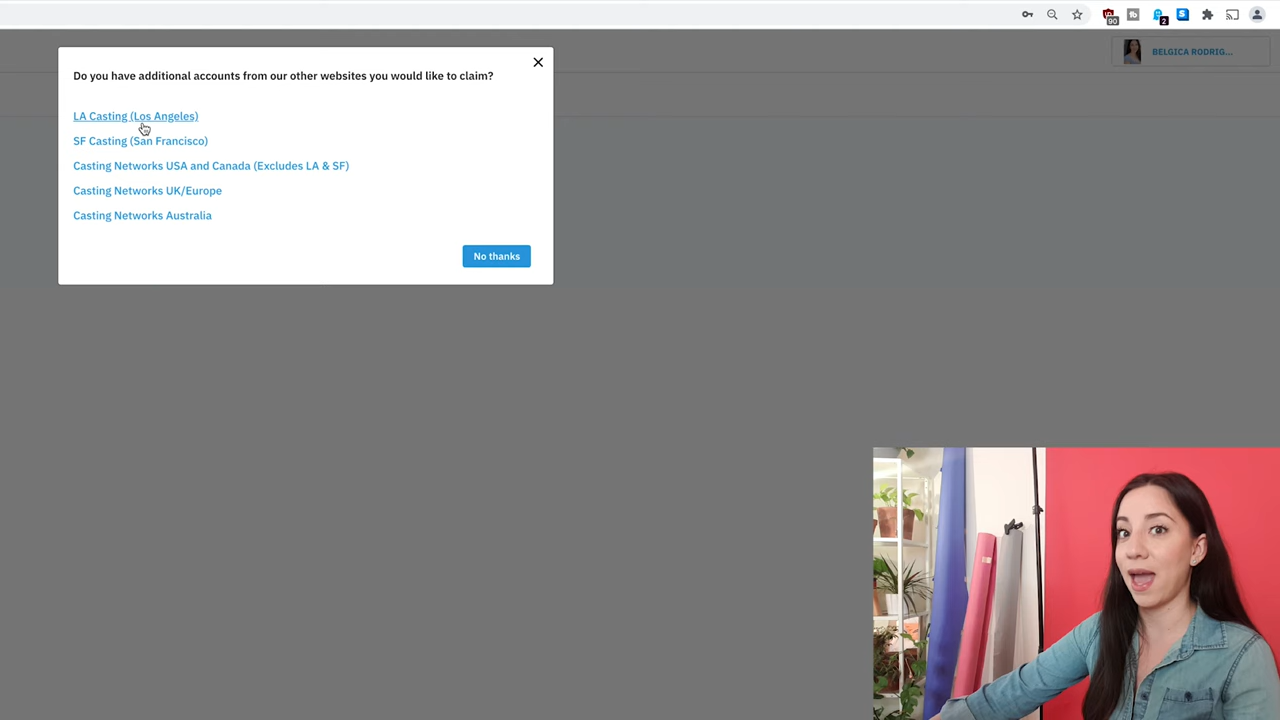 90
2
BELGICA RODRIG...
Do you have additional accounts from our other websites you would like to claim?
LA Casting (Los Angeles)
SF Casting (San Francisco)
Casting Networks USA and Canada (Excludes LA & SF)
Casting Networks UK/Europe
Casting Networks Australia
No thanks